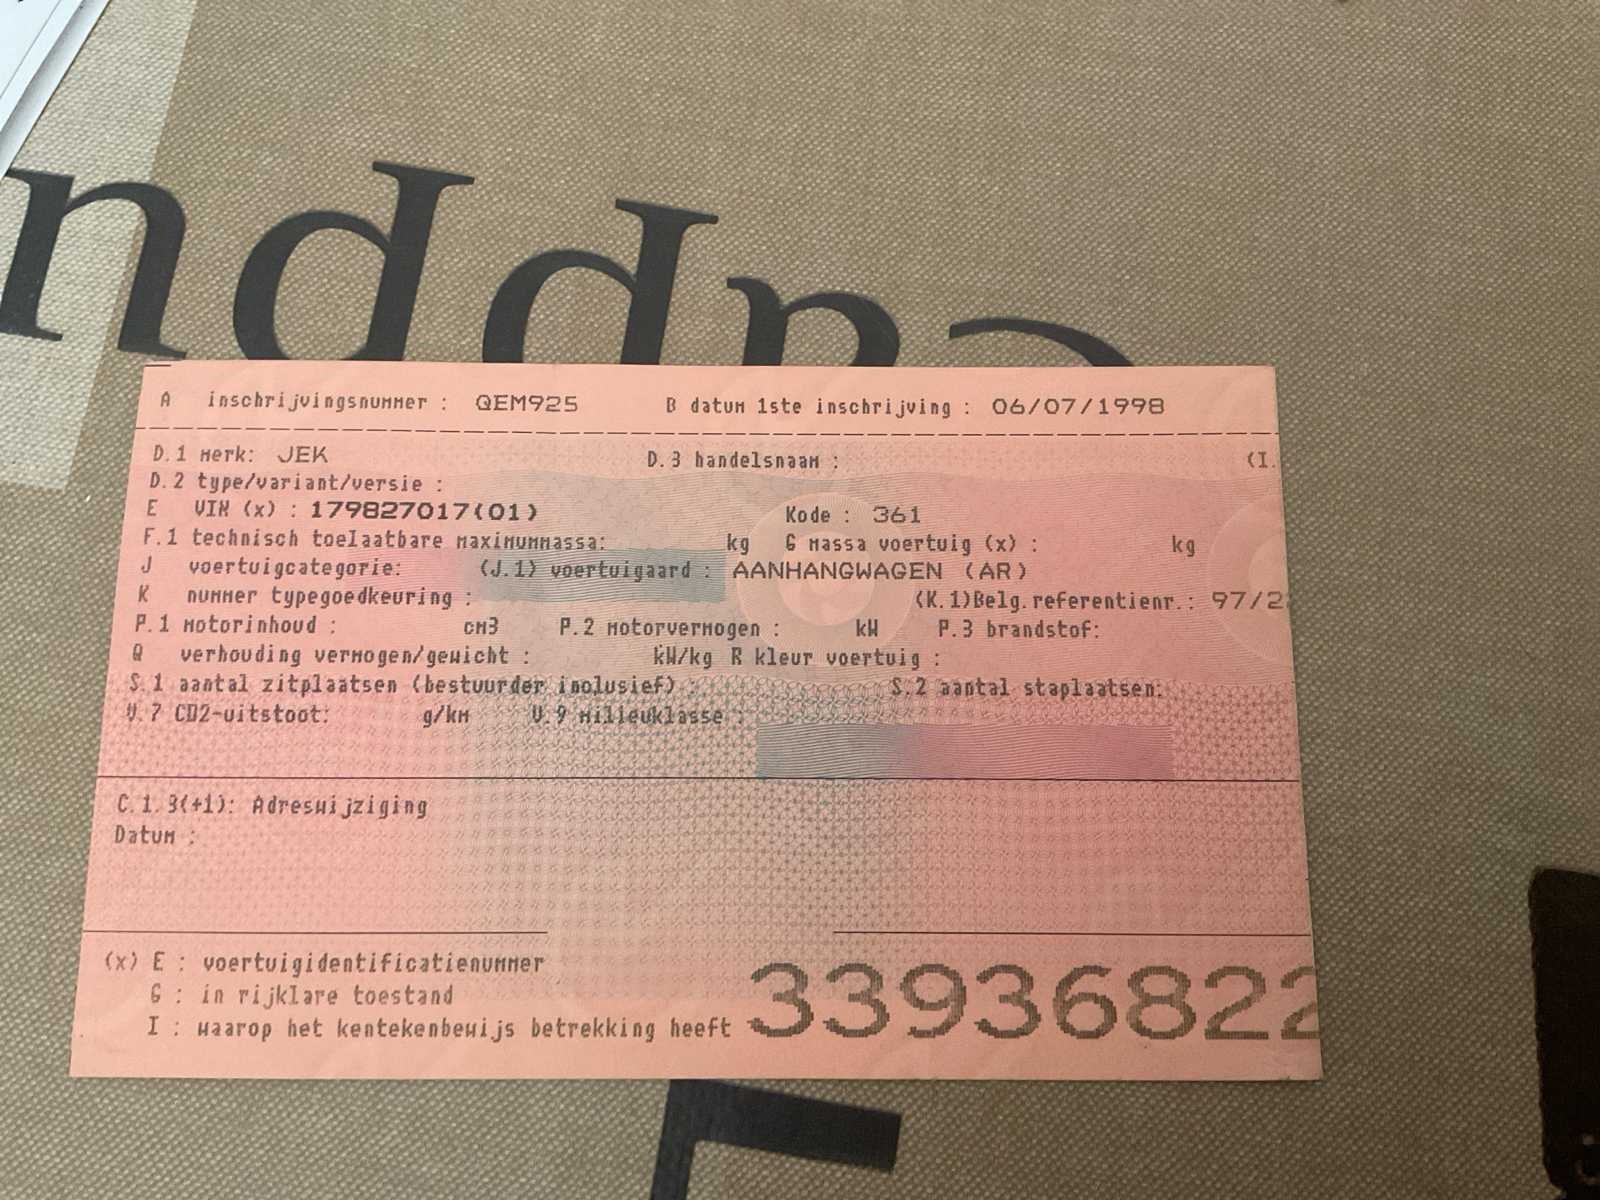 A inschrijvingsnummer : QEM925 B datum 1ste inschrijving : 06/07/1998
D.1 merk: JEK D.3 handelsnaam : (I.
D.2 type/variant/versie :
E VIN (x) : 179827017(01) Kode : 361
F.1 technisch toelaatbare maximummassa: kg G massa voertuig (x) : kg
J voertuigcategorie: (J.1) voertuigaard : AANHANGWAGEN (AR)
K nummer typegoedkeuring : (K.1)Belg.referentienr.: 97/2
P.1 motorinhoud : cm3 P.2 motorvermogen : kW P.3 brandstof:
Q verhouding vermogen/gewicht : kW/kg R kleur voertuig :
S.1 aantal zitplaatsen (bestuurder inclusief) : S.2 aantal staplaatsen:
V.7 CO2-uitstoot: g/km V.9 milieuklasse :
C.1.3(+1): Adreswijziging
Datum :
(x) E : voertuigidentificatienummer
G : in rijklare toestand
I : waarop het kentekenbewijs betrekking heeft
33936822